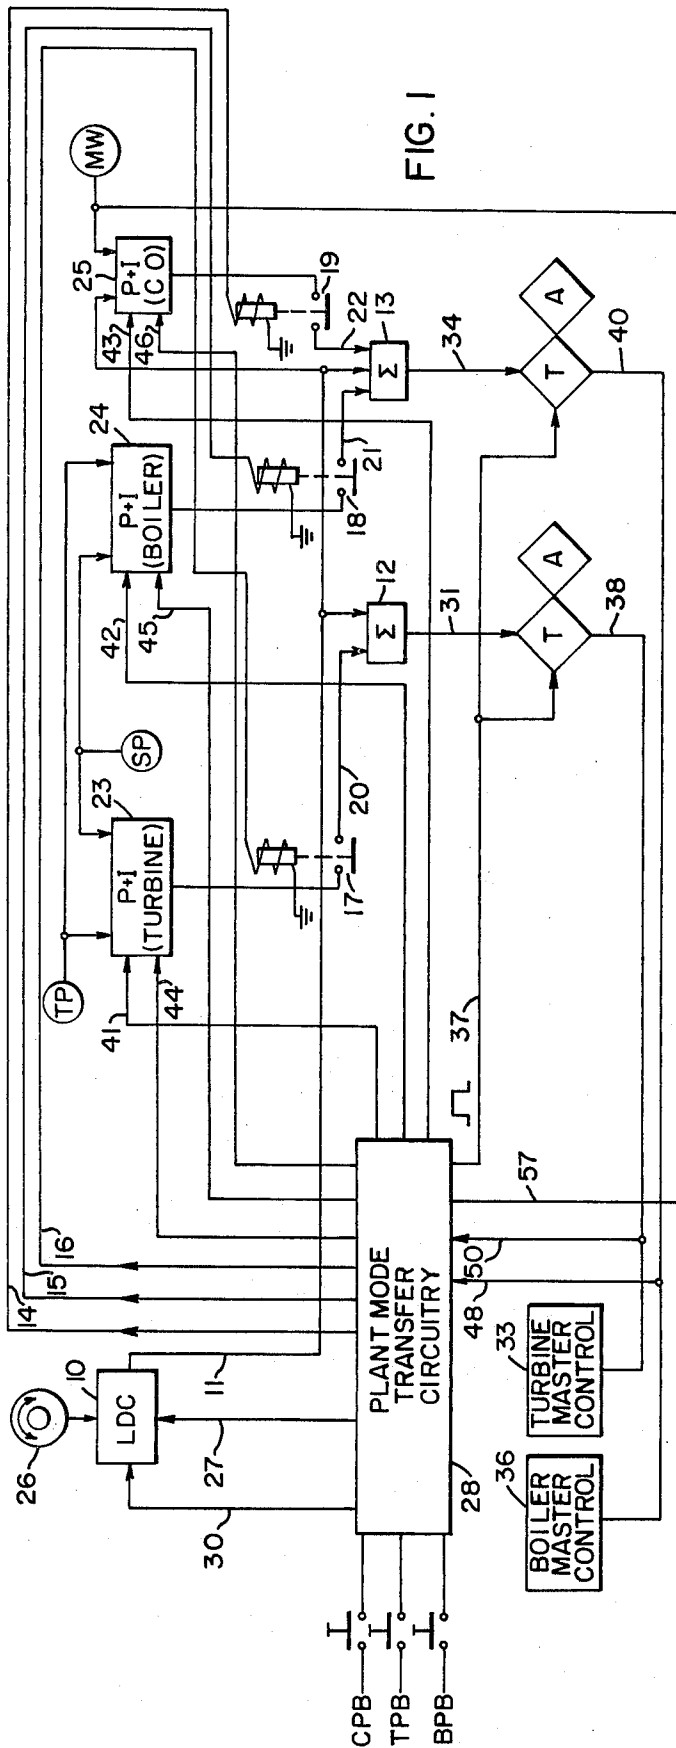 FIG. 1
14
15
16
TP
SP
MW
26
10
LDC
11
27
30
41
44
23
P+I
(TURBINE)
42
45
24
P+I
(BOILER)
43
46
25
P+I
(CO)
17
20
18
21
19
22
12
Σ
13
Σ
31
34
T
A
T
A
38
40
37
57
50
48
PLANT MODE
TRANSFER
CIRCUITRY
28
CPB
TPB
BPB
33
TURBINE
MASTER
CONTROL
36
BOILER
MASTER
CONTROL